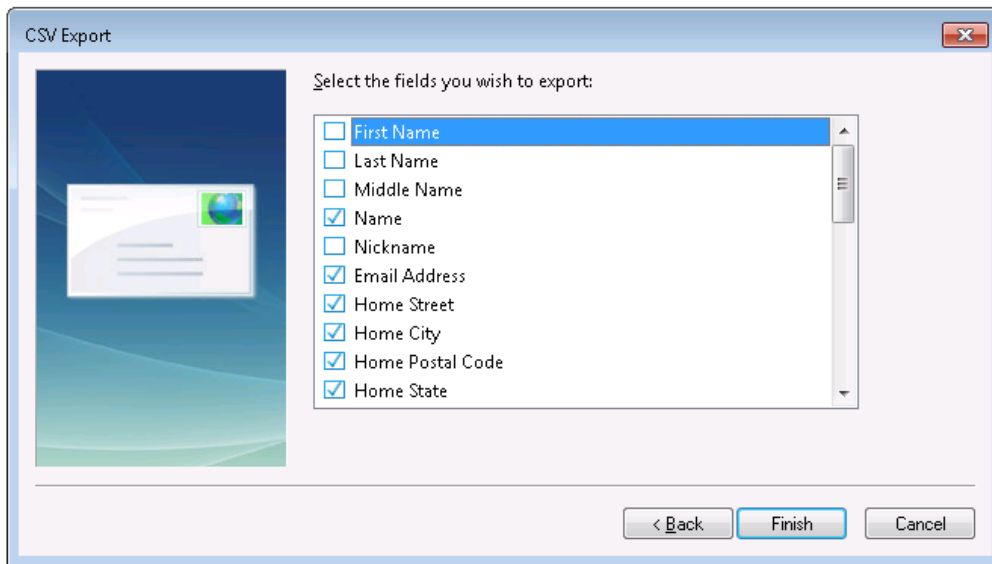 CSV Export
Select the fields you wish to export:
First Name
Last Name
Middle Name
Name
Nickname
Email Address
Home Street
Home City
Home Postal Code
Home State
< Back
Finish
Cancel